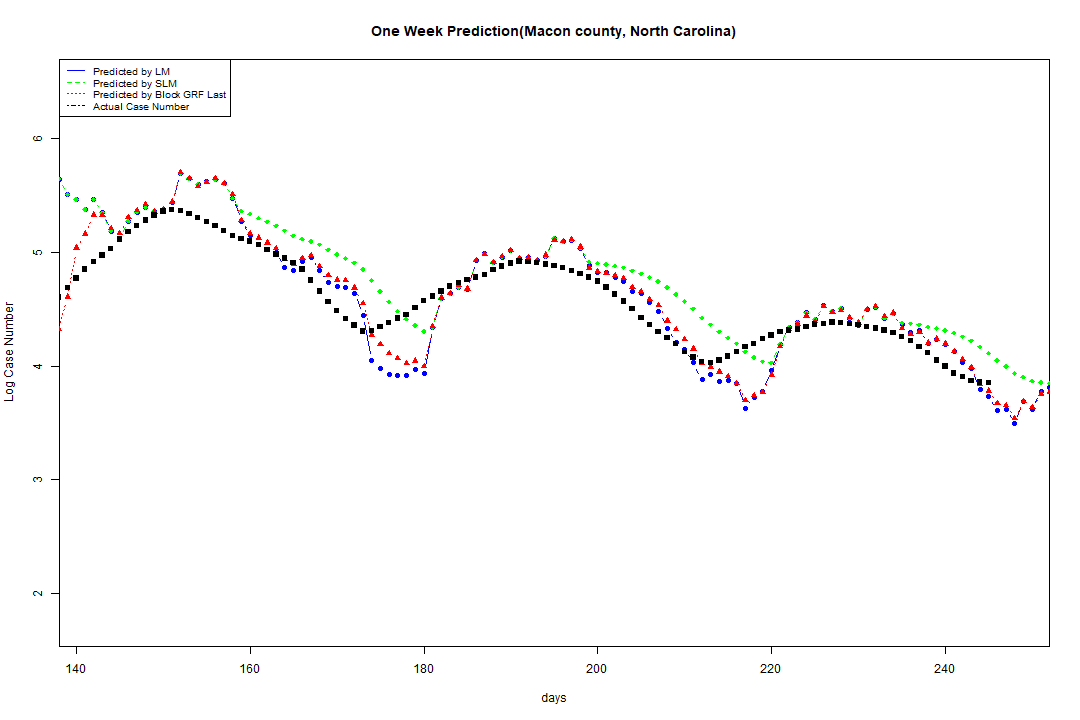 One Week Prediction(Macon county, North Carolina)
Predicted by LM
Predicted by SLM
Predicted by Block GRF Last
Actual Case Number
6
5
4
3
2
Log Case Number
140 160 180 200 220 240
days